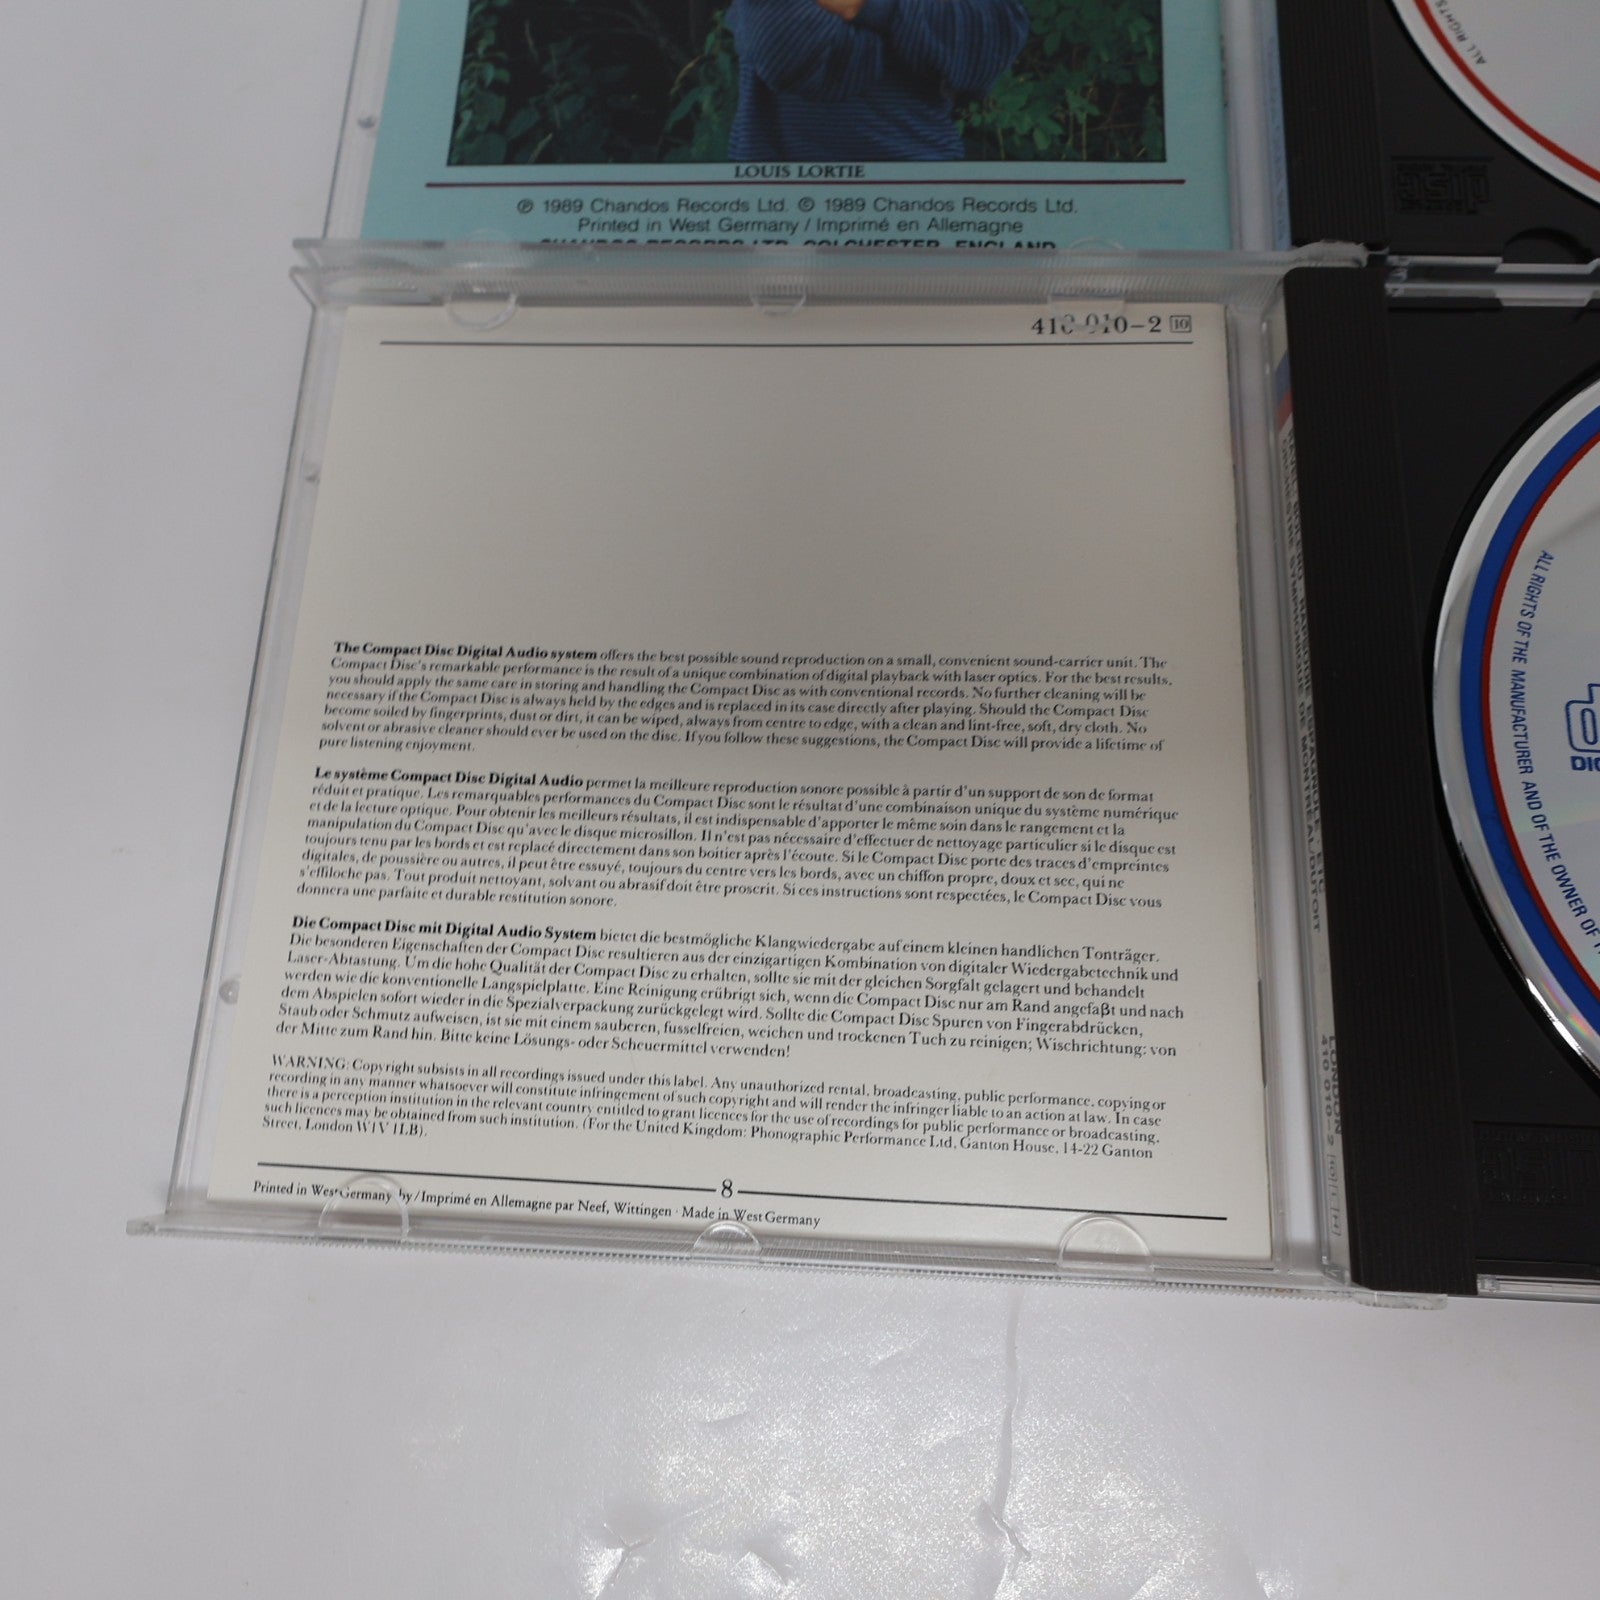 LOUIS LORTIE
℗ 1989 Chandos Records Ltd. © 1989 Chandos Records Ltd.
Printed in West Germany / Imprimé en Allemagne
CHANDOS RECORDS LTD. COLCHESTER, ENGLAND
410 010-2 10
The Compact Disc Digital Audio system offers the best possible sound reproduction on a small, convenient sound-carrier unit. The
Compact Disc's remarkable performance is the result of a unique combination of digital playback with laser optics. For the best results,
you should apply the same care in storing and handling the Compact Disc as with conventional records. No further cleaning will be
necessary if the Compact Disc is always held by the edges and is replaced in its case directly after playing. Should the Compact Disc
become soiled by fingerprints, dust or dirt, it can be wiped, always from centre to edge, with a clean and lint-free, soft, dry cloth. No
solvent or abrasive cleaner should ever be used on the disc. If you follow these suggestions, the Compact Disc will provide a lifetime of
pure listening enjoyment.
Le système Compact Disc Digital Audio permet la meilleure reproduction sonore possible à partir d'un support de son de format
réduit et pratique. Les remarquables performances du Compact Disc sont le résultat d'une combinaison unique du système numérique
et de la lecture optique. Pour obtenir les meilleurs résultats, il est indispensable d'apporter le même soin dans le rangement et la
manipulation du Compact Disc qu'avec le disque microsillon. Il n'est pas nécessaire d'effectuer de nettoyage particulier si le disque est
toujours tenu par les bords et est replacé directement dans son boitier après l'écoute. Si le Compact Disc porte des traces d'empreintes
digitales, de poussière ou autres, il peut être essuyé, toujours du centre vers les bords, avec un chiffon propre, doux et sec, qui ne
s'effiloche pas. Tout produit nettoyant, solvant ou abrasif doit être proscrit. Si ces instructions sont respectées, le Compact Disc vous
donnera une parfaite et durable restitution sonore.
Die Compact Disc mit Digital Audio System bietet die bestmögliche Klangwiedergabe auf einem kleinen handlichen Tonträger.
Die besonderen Eigenschaften der Compact Disc resultieren aus der einzigartigen Kombination von digitaler Wiedergabetechnik und
Laser-Abtastung. Um die hohe Qualität der Compact Disc zu erhalten, sollte sie mit der gleichen Sorgfalt gelagert und behandelt
werden wie die konventionelle Langspielplatte. Eine Reinigung erübrigt sich, wenn die Compact Disc nur am Rand angefaßt und nach
dem Abspielen sofort wieder in die Spezialverpackung zurückgelegt wird. Sollte die Compact Disc Spuren von Fingerabdrücken,
Staub oder Schmutz aufweisen, ist sie mit einem sauberen, fusselfreien, weichen und trockenen Tuch zu reinigen; Wischrichtung: von
der Mitte zum Rand hin. Bitte keine Lösungs- oder Scheuermittel verwenden!
WARNING: Copyright subsists in all recordings issued under this label. Any unauthorized rental, broadcasting, public performance, copying or
recording in any manner whatsoever will constitute infringement of such copyright and will render the infringer liable to an action at law. In case
there is a perception institution in the relevant country entitled to grant licences for the use of recordings for public performance or broadcasting,
such licences may be obtained from such institution. (For the United Kingdom: Phonographic Performance Ltd, Ganton House, 14-22 Ganton
Street, London W1V 1LB).
8
Printed in West Germany by / Imprimé en Allemagne par Neef, Wittingen · Made in West Germany
ALL RIGHTS
disc
ALL RIGHTS OF THE MANUFACTURER AND OF THE OWNER OF
RAVEL: BOLERO, RAPSODIE ESPAGNOLE, ETC.
ORCHESTRE SYMPHONIQUE DE MONTREAL/DUTOIT
LONDON
410 010-2